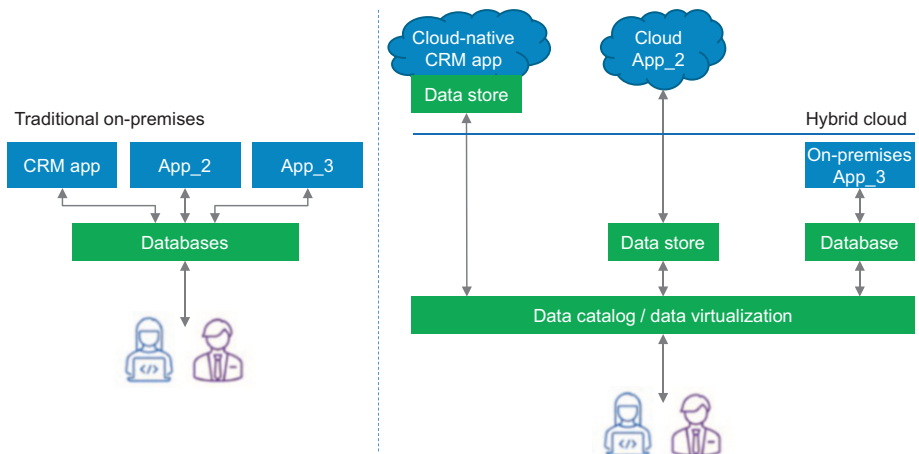 Traditional on-premises
CRM app
App_2
App_3
Databases
</>
Cloud-native
CRM app
Data store
Cloud
App_2
Hybrid cloud
On-premises
App_3
Data store
Database
Data catalog / data virtualization
</>